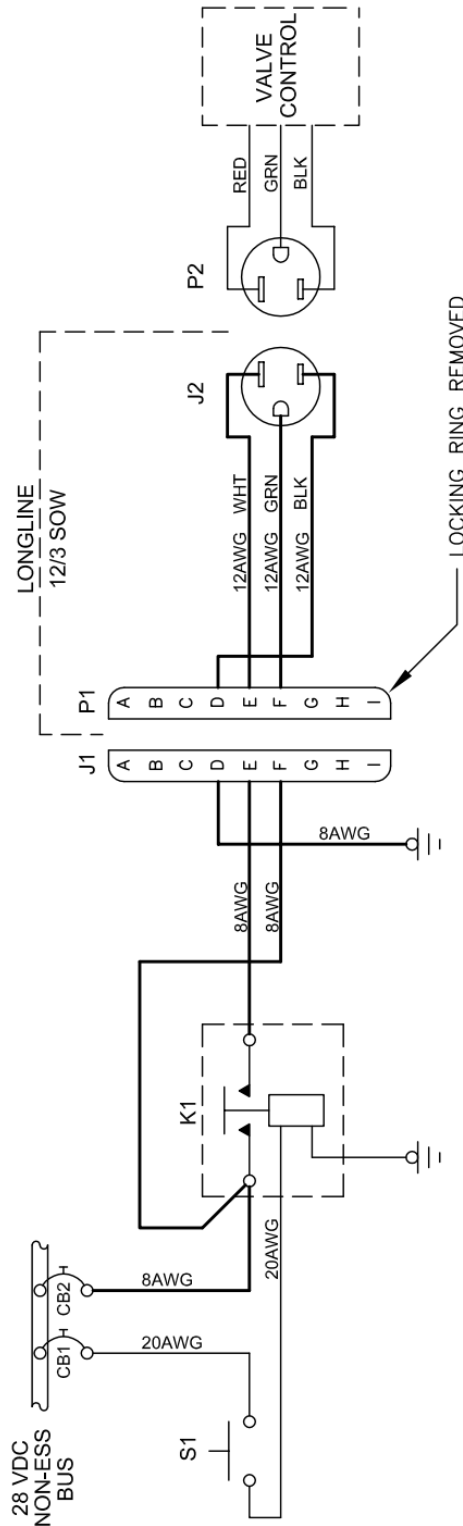 28 VDC
NON-ESS
BUS
CB1
CB2
20AWG
8AWG
S1
20AWG
K1
8AWG
8AWG
8AWG
J1
A
B
C
D
E
F
G
H
I
P1
A
B
C
D
E
F
G
H
I
LONGLINE
12/3 SOW
12AWG WHT
12AWG GRN
12AWG BLK
J2
P2
RED
GRN
BLK
VALVE
CONTROL
LOCKING RING REMOVED